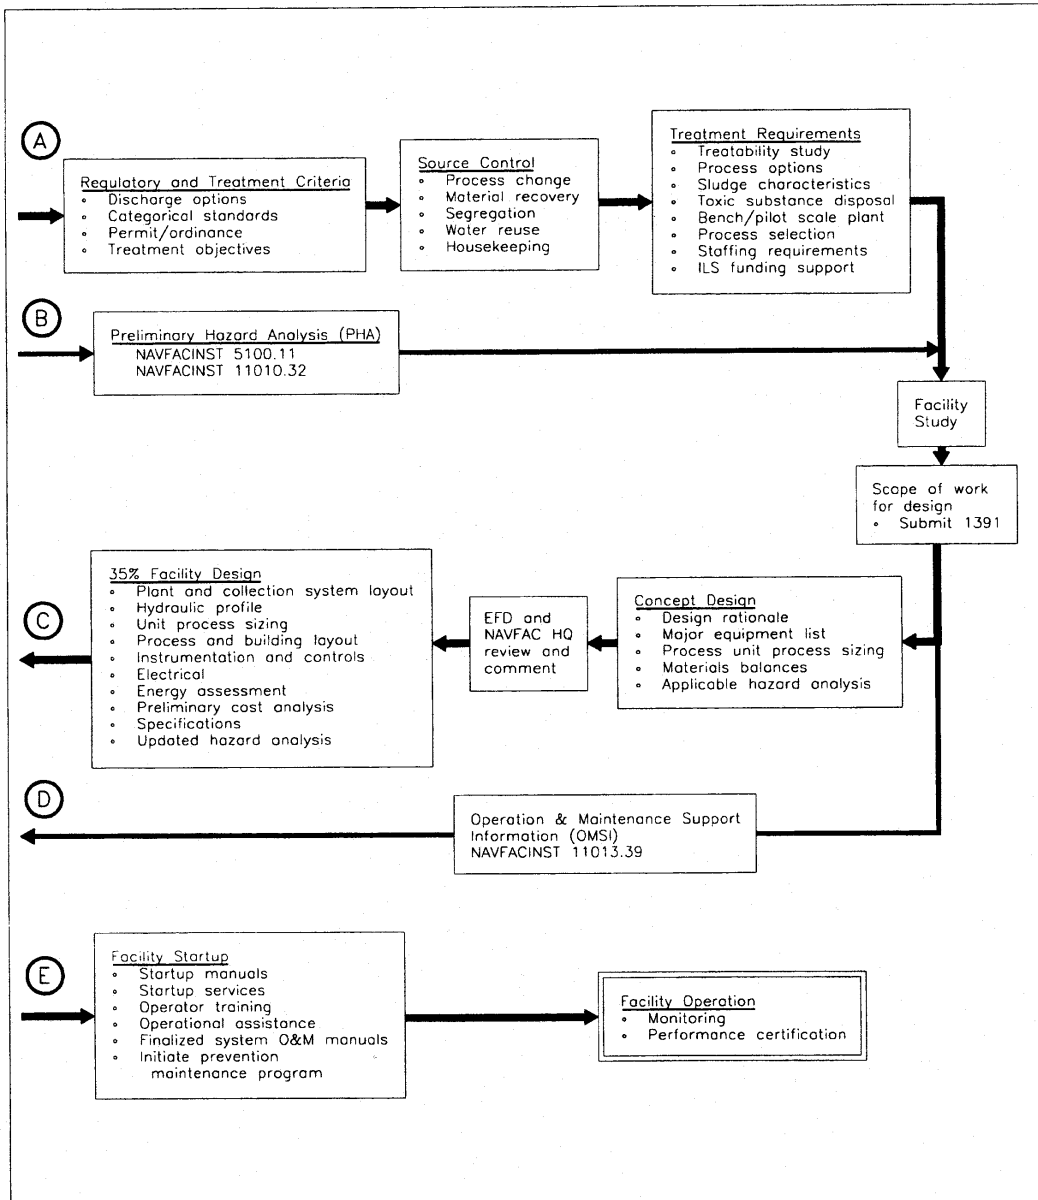 A
Regulatory and Treatment Criteria
∘ Discharge options
∘ Categorical standards
∘ Permit/ordinance
∘ Treatment objectives
Source Control
∘ Process change
∘ Material recovery
∘ Segregation
∘ Water reuse
∘ Housekeeping
Treatment Requirements
∘ Treatability study
∘ Process options
∘ Sludge characteristics
∘ Toxic substance disposal
∘ Bench/pilot scale plant
∘ Process selection
∘ Staffing requirements
∘ ILS funding support
B
Preliminary Hazard Analysis (PHA)
NAVFACINST 5100.11
NAVFACINST 11010.32
Facility
Study
Scope of work
for design
∘ Submit 1391
C
35% Facility Design
∘ Plant and collection system layout
∘ Hydraulic profile
∘ Unit process sizing
∘ Process and building layout
∘ Instrumentation and controls
∘ Electrical
∘ Energy assessment
∘ Preliminary cost analysis
∘ Specifications
∘ Updated hazard analysis
EFD and
NAVFAC HQ
review and
comment
Concept Design
∘ Design rationale
∘ Major equipment list
∘ Process unit process sizing
∘ Materials balances
∘ Applicable hazard analysis
D
Operation & Maintenance Support
Information (OMSI)
NAVFACINST 11013.39
E
Facility Startup
∘ Startup manuals
∘ Startup services
∘ Operator training
∘ Operational assistance
∘ Finalized system O&M manuals
∘ Initiate prevention
maintenance program
Facility Operation
∘ Monitoring
∘ Performance certification